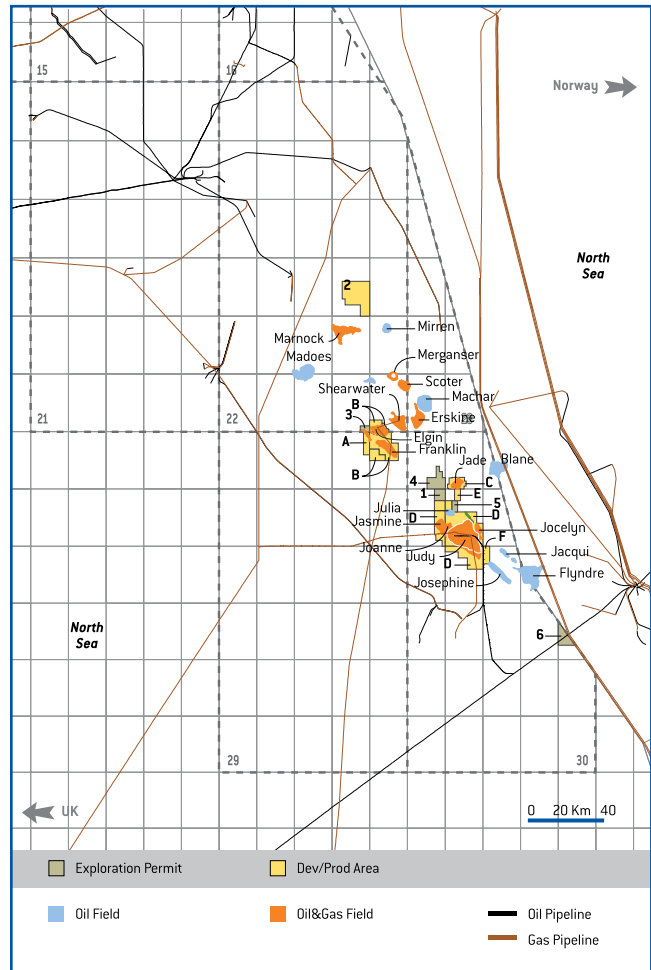 15
16
Norway
North
Sea
2
Mirren
Marnock
Madoes
Merganser
Shearwater
Scoter
Machar
B
3
Erskine
21
22
Elgin
A
Franklin
Jade
Blane
B
4
C
1
E
5
Julia
D
D
Jasmine
Jocelyn
F
Joanne
Jacqui
Judy
D
Flyndre
Josephine
North
Sea
6
29
30
UK
0 20 Km 40
Exploration Permit
Dev/Prod Area
Oil Field
Oil&Gas Field
Oil Pipeline
Gas Pipeline